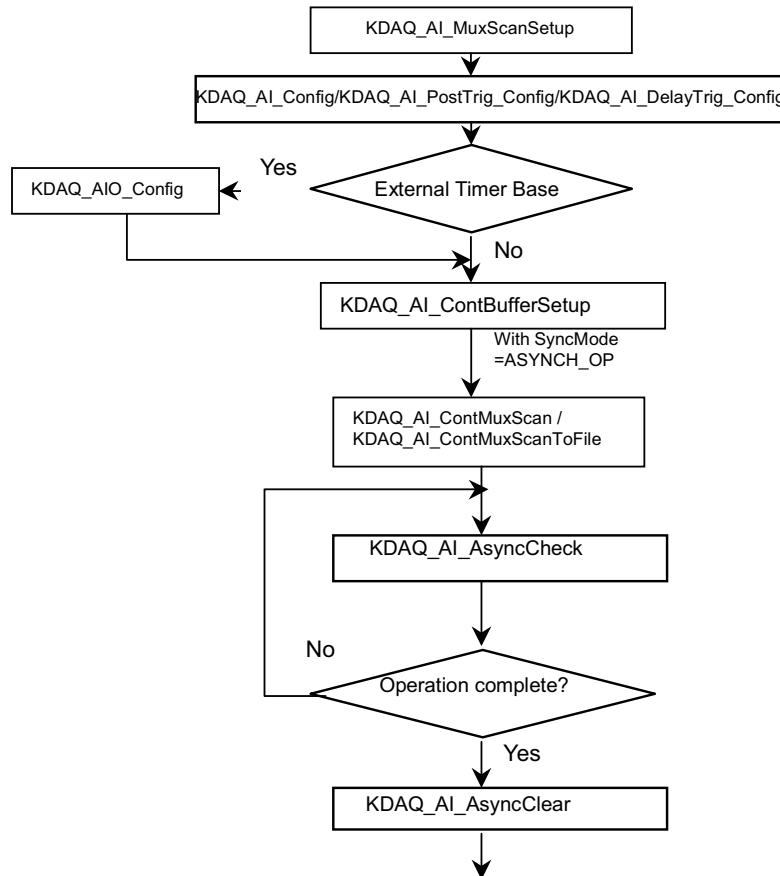 KDAQ_AI_MuxScanSetup
KDAQ_AI_Config/KDAQ_AI_PostTrig_Config/KDAQ_AI_DelayTrig_Config
Yes
KDAQ_AIO_Config
External Timer Base
No
KDAQ_AI_ContBufferSetup
With SyncMode
=ASYNCH_OP
KDAQ_AI_ContMuxScan /
KDAQ_AI_ContMuxScanToFile
KDAQ_AI_AsyncCheck
No
Operation complete?
Yes
KDAQ_AI_AsyncClear